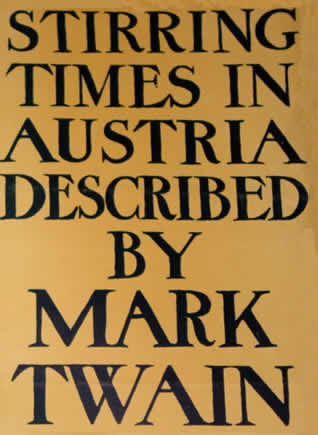 STIRRING
TIMES IN
AUSTRIA
DESCRIBED
BY
MARK
TWAIN